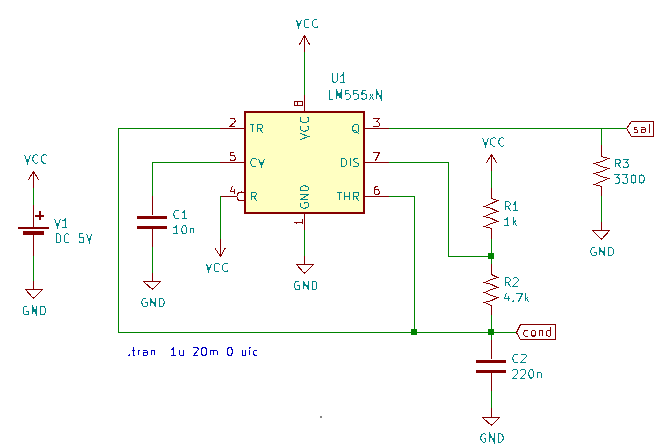 VCC
U1
LM555xN
8
2
TR
VCC
Q
3
sal
VCC
5
CV
DIS
7
VCC
R3
3300
4
R
GND
THR
6
1
V1
DC 5V
C1
10n
R1
1k
VCC
GND
GND
GND
GND
GND
R2
4.7k
cond
.tran 1u 20m 0 uic
C2
220n
GND